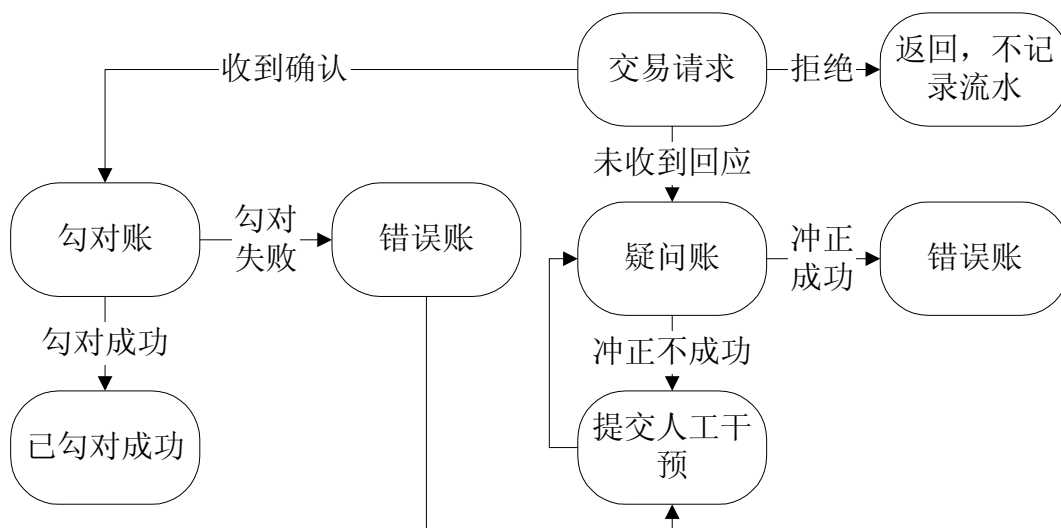 收到确认
交易请求
拒绝
返回，不记
录流水
未收到回应
勾对账
勾对
失败
错误账
疑问账
冲正
成功
错误账
勾对成功
冲正不成功
已勾对成功
提交人工干
预